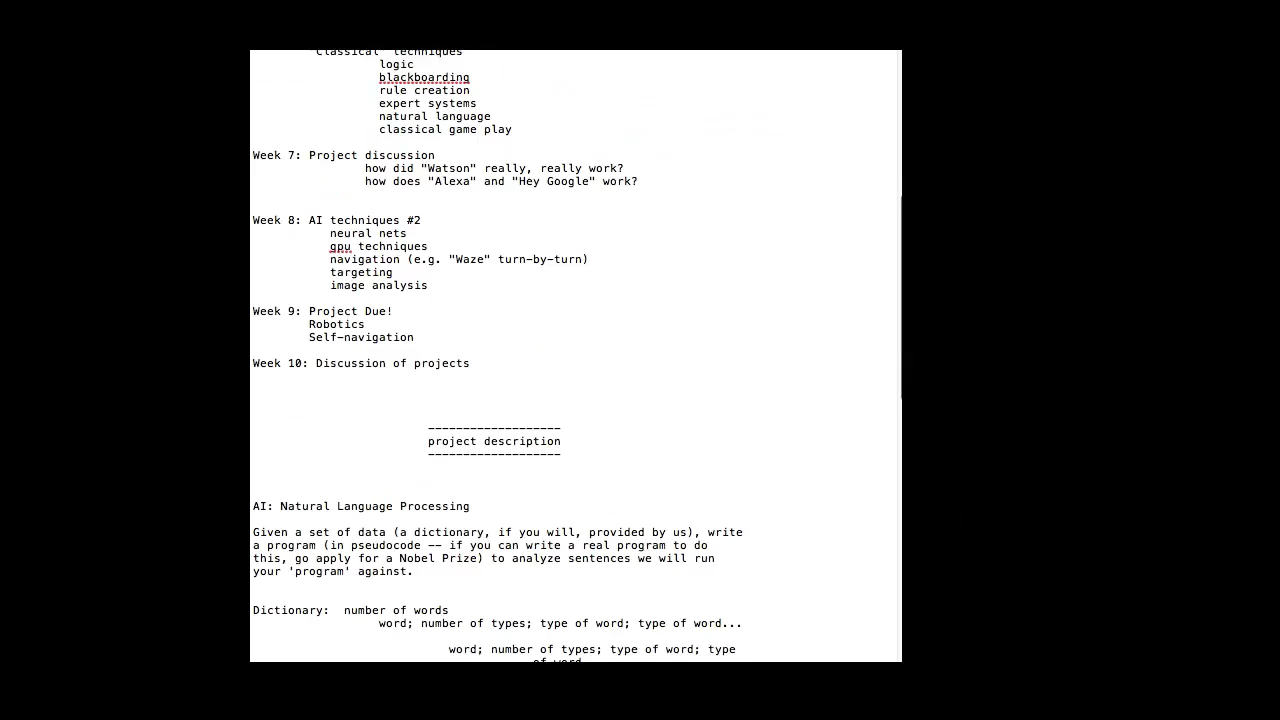 "Classical" techniques
logic
blackboarding
rule creation
expert systems
natural language
classical game play
Week 7: Project discussion
how did "Watson" really, really work?
how does "Alexa" and "Hey Google" work?
Week 8: AI techniques #2
neural nets
gpu techniques
navigation (e.g. "Waze" turn-by-turn)
targeting
image analysis
Week 9: Project Due!
Robotics
Self-navigation
Week 10: Discussion of projects
-------------------
project description
-------------------
AI: Natural Language Processing
Given a set of data (a dictionary, if you will, provided by us), write
a program (in pseudocode -- if you can write a real program to do
this, go apply for a Nobel Prize) to analyze sentences we will run
your 'program' against.
Dictionary:  number of words
word; number of types; type of word; type of word...
word; number of types; type of word; type
of word